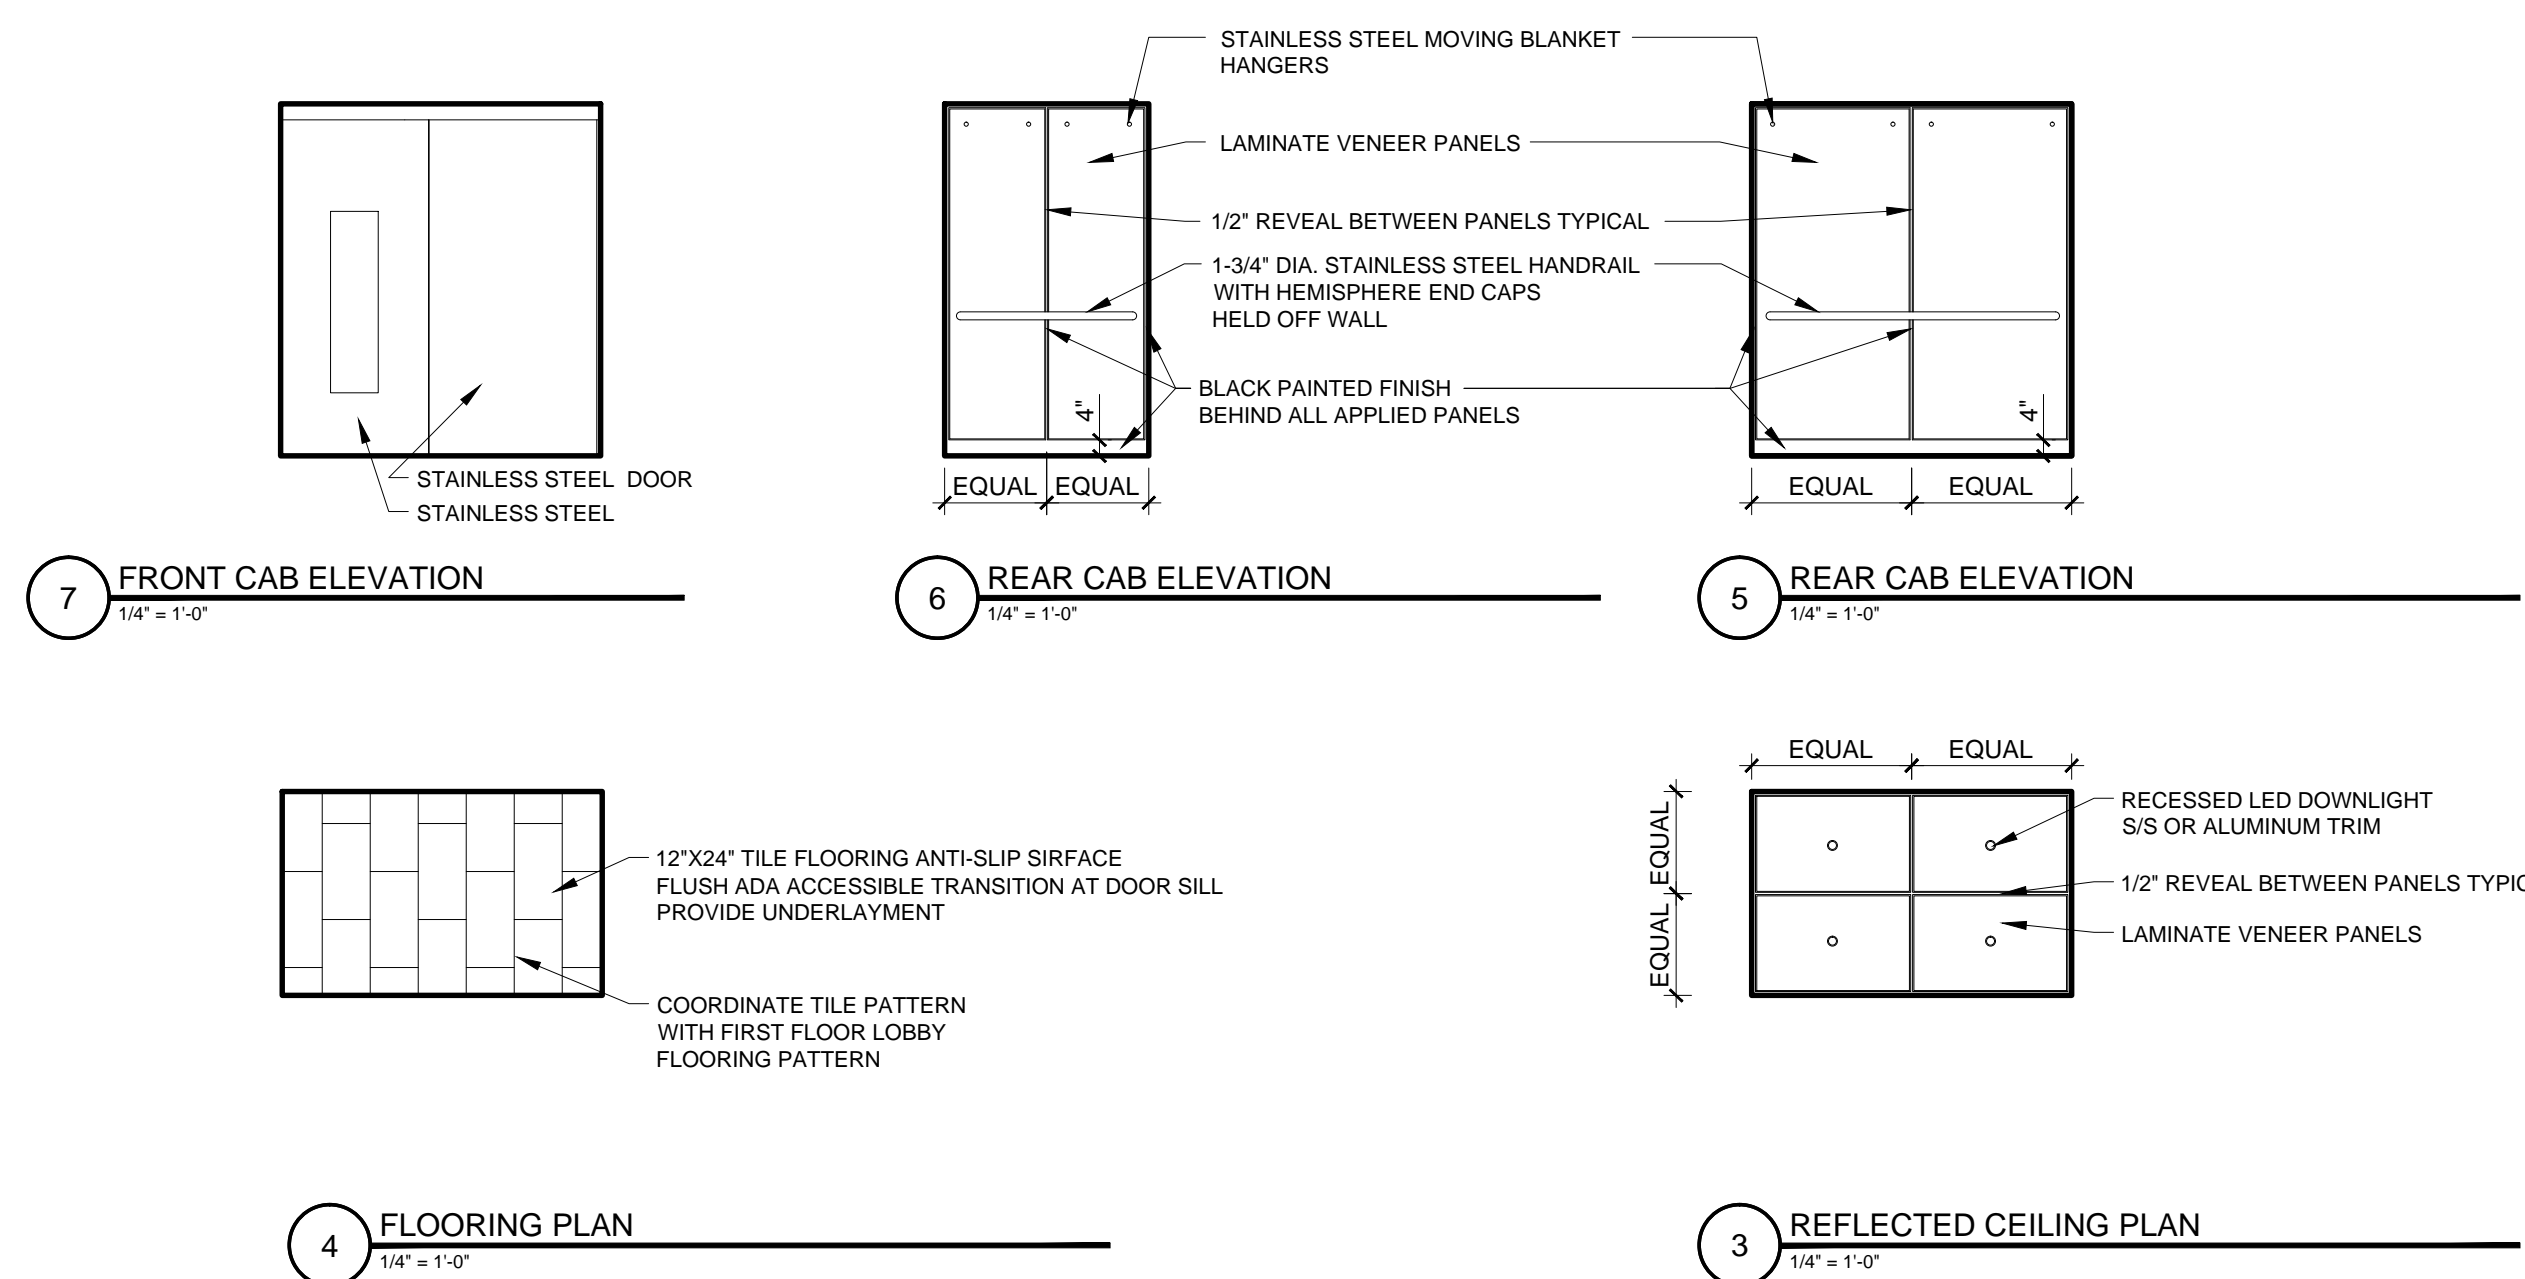 STAINLESS STEEL MOVING BLANKET
HANGERS
LAMINATE VENEER PANELS
1/2" REVEAL BETWEEN PANELS TYPICAL
1-3/4" DIA. STAINLESS STEEL HANDRAIL
WITH HEMISPHERE END CAPS
HELD OFF WALL
BLACK PAINTED FINISH
BEHIND ALL APPLIED PANELS
4"
4"
STAINLESS STEEL DOOR
STAINLESS STEEL
EQUAL EQUAL
EQUAL EQUAL
7 FRONT CAB ELEVATION
1/4" = 1'-0"
6 REAR CAB ELEVATION
1/4" = 1'-0"
5 REAR CAB ELEVATION
1/4" = 1'-0"
12"X24" TILE FLOORING ANTI-SLIP SIRFACE
FLUSH ADA ACCESSIBLE TRANSITION AT DOOR SILL
PROVIDE UNDERLAYMENT
COORDINATE TILE PATTERN
WITH FIRST FLOOR LOBBY
FLOORING PATTERN
EQUAL EQUAL
EQUAL EQUAL
RECESSED LED DOWNLIGHT
S/S OR ALUMINUM TRIM
1/2" REVEAL BETWEEN PANELS TYPIC
LAMINATE VENEER PANELS
4 FLOORING PLAN
1/4" = 1'-0"
3 REFLECTED CEILING PLAN
1/4" = 1'-0"